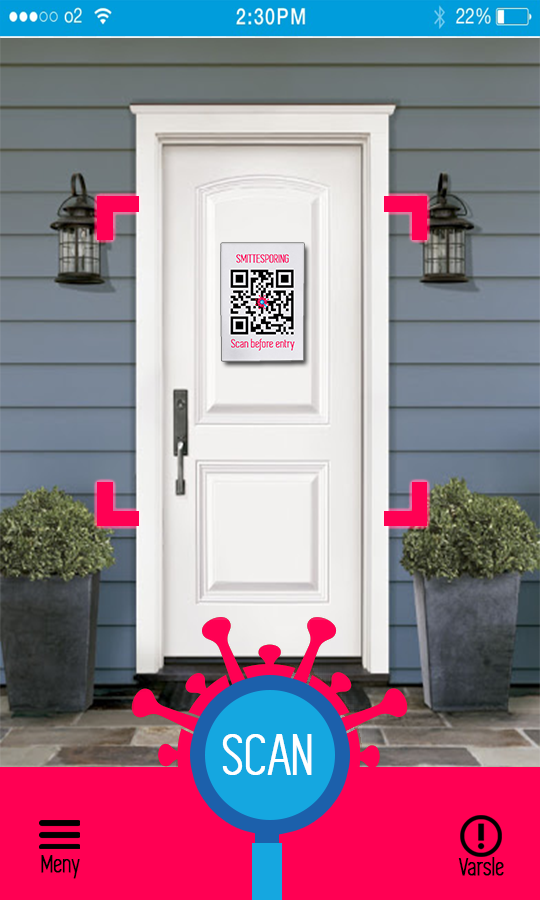 o2 2:30PM 22%
SMITTESPORING
Scan before entry
SCAN
Meny
Varsle